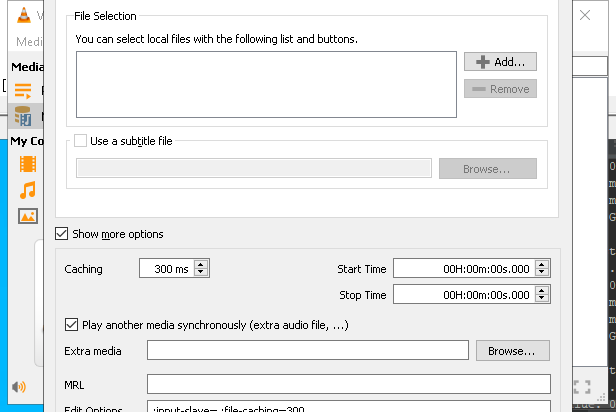 File Selection
You can select local files with the following list and buttons.
Add...
Remove
Use a subtitle file
Browse...
Show more options
Caching
300 ms
Start Time
00H:00m:00s.000
Stop Time
00H:00m:00s.000
Play another media synchronously (extra audio file, ...)
Extra media
Browse...
MRL
Edit Options
:input-slave= :file-caching=300
Medi
Media
My Co